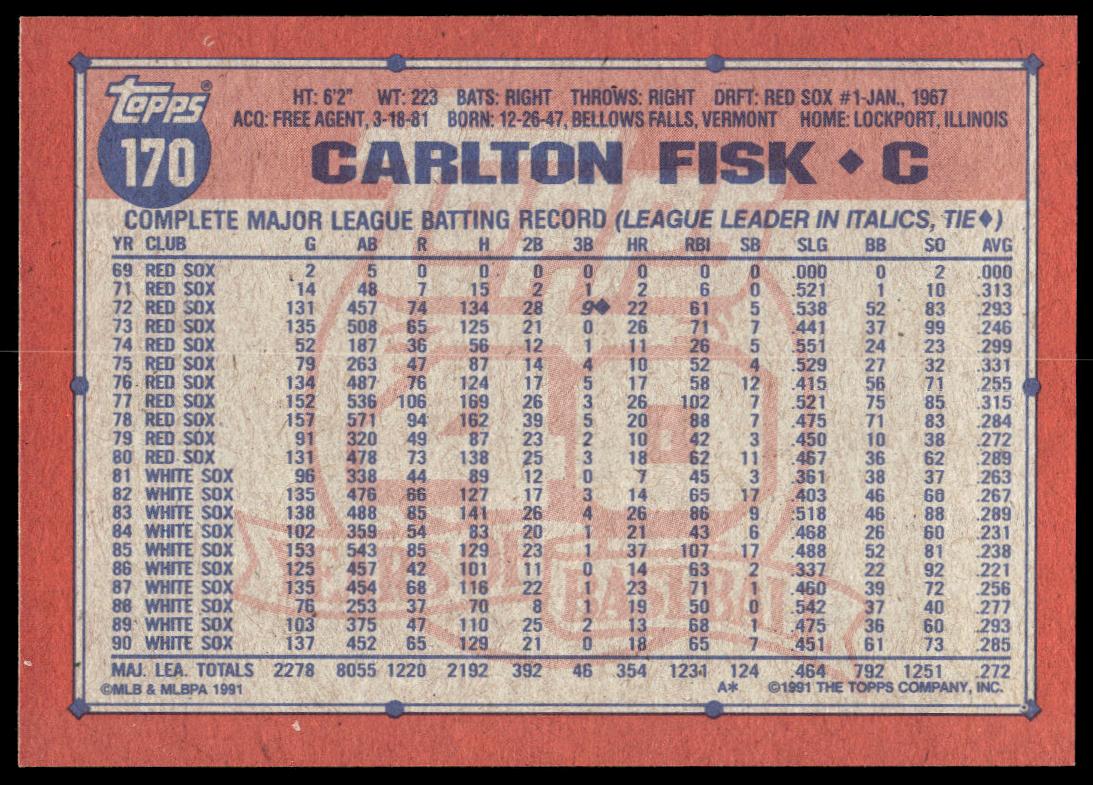 topps®
170
HT: 6'2" WT: 223 BATS: RIGHT THROWS: RIGHT DRFT: RED SOX #1-JAN., 1967
ACQ: FREE AGENT, 3-18-81 BORN: 12-26-47, BELLOWS FALLS, VERMONT HOME: LOCKPORT, ILLINOIS
CARLTON FISK ◆ C
COMPLETE MAJOR LEAGUE BATTING RECORD (LEAGUE LEADER IN ITALICS, TIE◆)
YR CLUB G AB R H 2B 3B HR RBI SB SLG BB SO AVG
69 RED SOX 2 5 0 0 0 0 0 0 0 .000 0 2 .000
71 RED SOX 14 48 7 15 2 1 2 6 0 .521 1 10 .313
72 RED SOX 131 457 74 134 28 9◆ 22 61 5 .538 52 83 .293
73 RED SOX 135 508 65 125 21 0 26 71 7 .441 37 99 .246
74 RED SOX 52 187 36 56 12 1 11 26 5 .551 24 23 .299
75 RED SOX 79 263 47 87 14 4 10 52 4 .529 27 32 .331
76 RED SOX 134 487 76 124 17 5 17 58 12 .415 56 71 .255
77 RED SOX 152 536 106 169 26 3 26 102 7 .521 75 85 .315
78 RED SOX 157 571 94 162 39 5 20 88 7 .475 71 83 .284
79 RED SOX 91 320 49 87 23 2 10 42 3 .450 10 38 .272
80 RED SOX 131 478 73 138 25 3 18 62 11 .467 36 62 .289
81 WHITE SOX 96 338 44 89 12 0 7 45 3 .361 38 37 .263
82 WHITE SOX 135 476 66 127 17 3 14 65 17 .403 46 60 .267
83 WHITE SOX 138 488 85 141 26 4 26 86 9 .518 46 88 .289
84 WHITE SOX 102 359 54 83 20 1 21 43 6 .468 26 60 .231
85 WHITE SOX 153 543 85 129 23 1 37 107 17 .488 52 81 .238
86 WHITE SOX 125 457 42 101 11 0 14 63 2 .337 22 92 .221
87 WHITE SOX 135 454 68 116 22 1 23 71 1 .460 39 72 .256
88 WHITE SOX 76 253 37 70 8 1 19 50 0 .542 37 40 .277
89 WHITE SOX 103 375 47 110 25 2 13 68 1 .475 36 60 .293
90 WHITE SOX 137 452 65 129 21 0 18 65 7 .451 61 73 .285
MAJ. LEA. TOTALS 2278 8055 1220 2192 392 46 354 1231 124 .464 792 1251 .272
©MLB & MLBPA 1991 A* ©1991 THE TOPPS COMPANY, INC.
TOPPS
40
YEARS OF BASEBALL